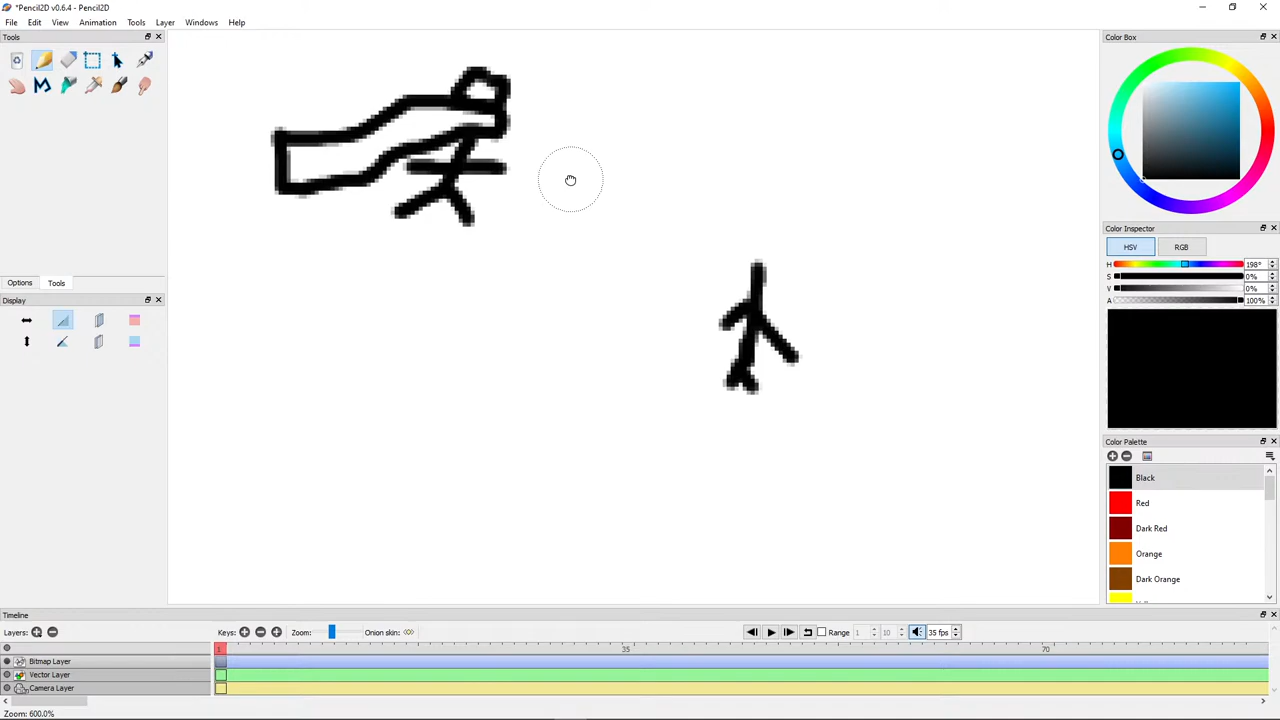 *Pencil2D v0.6.4 - Pencil2D
File Edit View Animation Tools Layer Windows Help
Tools
Color Box
Color Inspector
HSV RGB
H 198°
S 0%
V 0%
A 100%
Options Tools
Display
Color Palette
Black
Red
Dark Red
Orange
Dark Orange
Timeline
Layers: Keys: Zoom: Onion skin: Range 1 10 35 fps
1 35 70
Bitmap Layer
Vector Layer
Camera Layer
Zoom: 600.0%